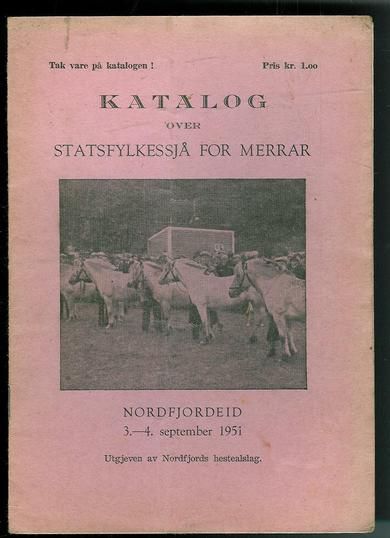 Tak vare på katalogen !
Pris kr. 1.00
KATALOG
OVER
STATSFYLKESSJÅ FOR MERRAR
NORDFJORDEID
3.—4. september 1951
Utgjeven av Nordfjords hestealslag.